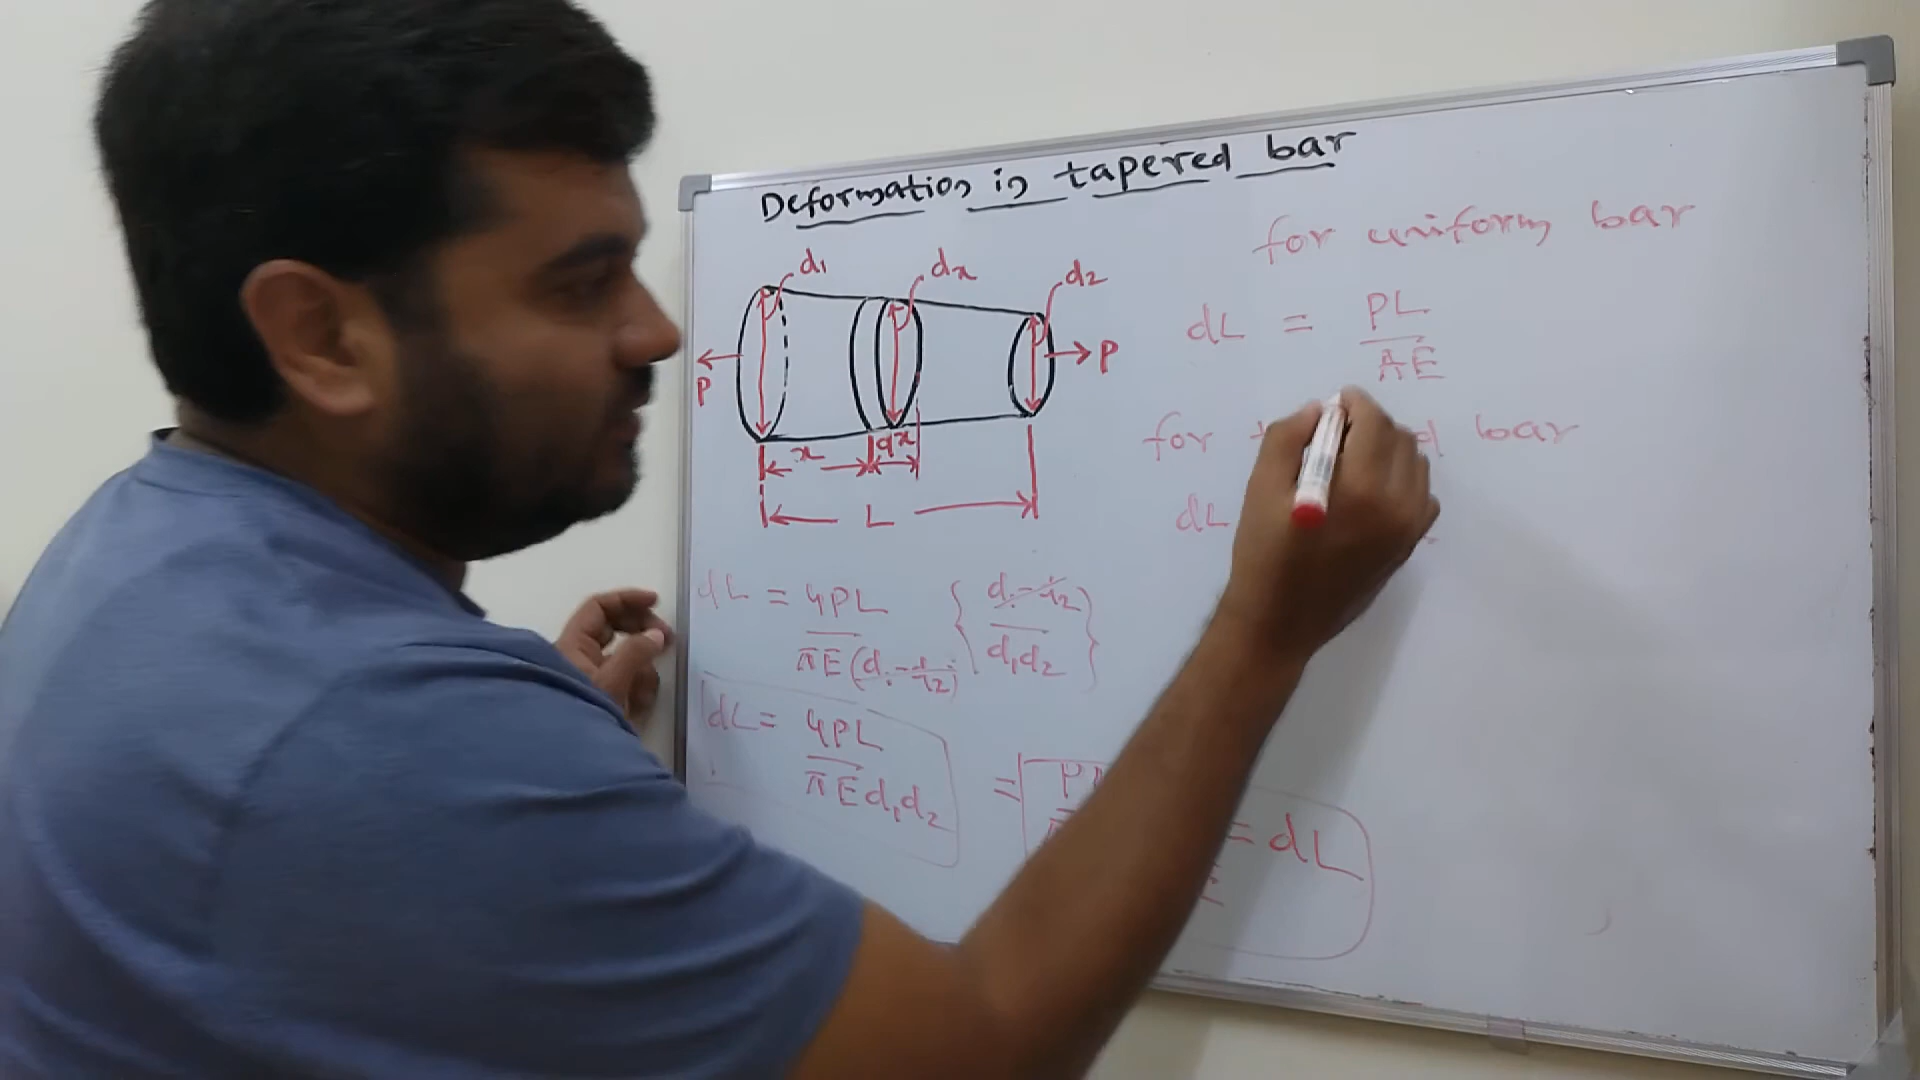 Deformation in tapered bar
d1 dx d2
P P
x dx
L
dL = 4PL / πE(d1-d2) { d1-d2 / d1d2 }
dL = 4PL / πEd1d2
= = dL
for uniform bar
dL = PL / AE
for bar
dL